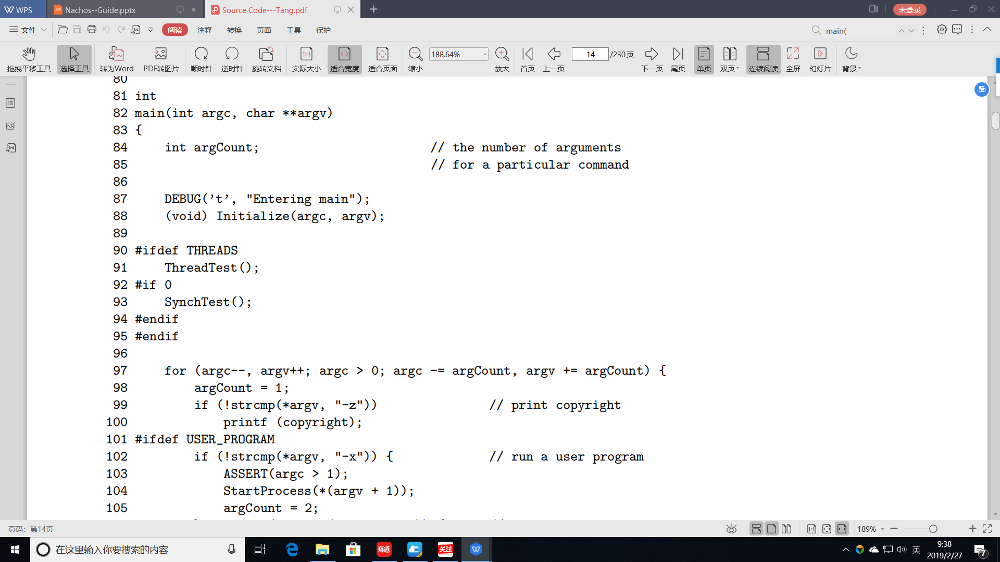 WPS Nachos--Guide.pptx Source Code---Tang.pdf 未登录
文件 阅读 注释 转换 页面 工具 保护 main(
拖拽平移工具 选择工具 转为Word PDF转图片 顺时针 逆时针 旋转文档 实际大小 适合宽度 适合页面 缩小 188.64% 放大 首页 上一页 14 /230页 下一页 尾页 单页 双页 连续阅读 全屏 幻灯片 背景
80
81 int
82 main(int argc, char **argv)
83 {
84     int argCount;                       // the number of arguments
85                                         // for a particular command
86
87     DEBUG(’t’, "Entering main");
88     (void) Initialize(argc, argv);
89
90 #ifdef THREADS
91     ThreadTest();
92 #if 0
93     SynchTest();
94 #endif
95 #endif
96
97     for (argc--, argv++; argc > 0; argc -= argCount, argv += argCount) {
98         argCount = 1;
99         if (!strcmp(*argv, "-z"))               // print copyright
100             printf (copyright);
101 #ifdef USER_PROGRAM
102         if (!strcmp(*argv, "-x")) {             // run a user program
103             ASSERT(argc > 1);
104             StartProcess(*(argv + 1));
105             argCount = 2;
页码: 第14页 189%
在这里输入你要搜索的内容 有道 关注 英 9:38
2019/2/27 7